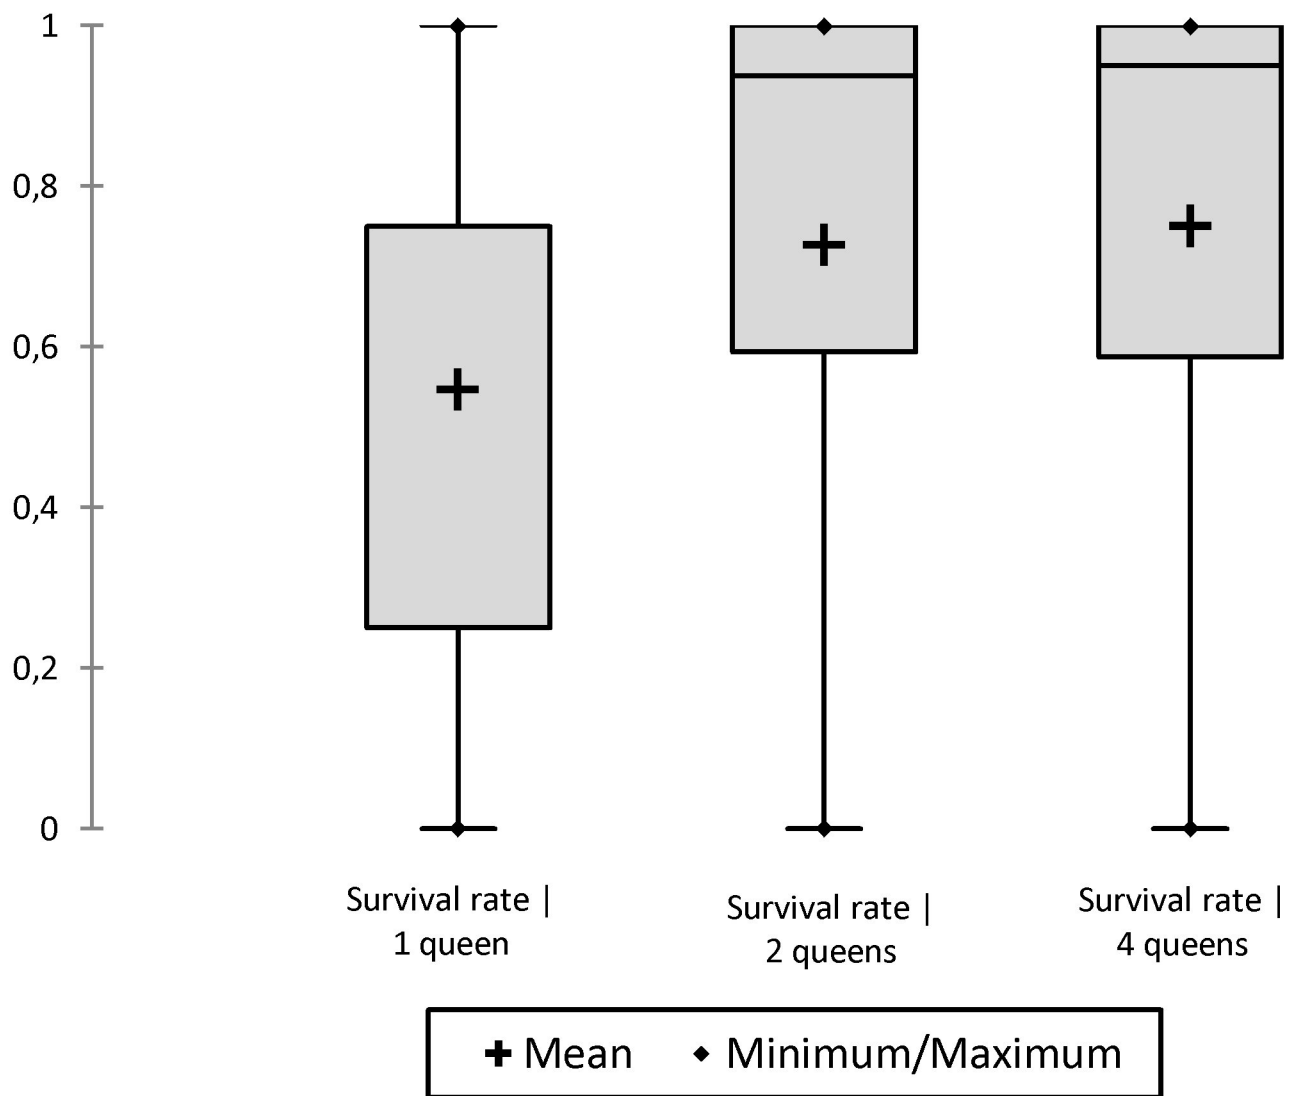 1
0,8
0,6
0,4
0,2
0
Survival rate |
1 queen
Survival rate |
2 queens
Survival rate |
4 queens
Mean
Minimum/Maximum